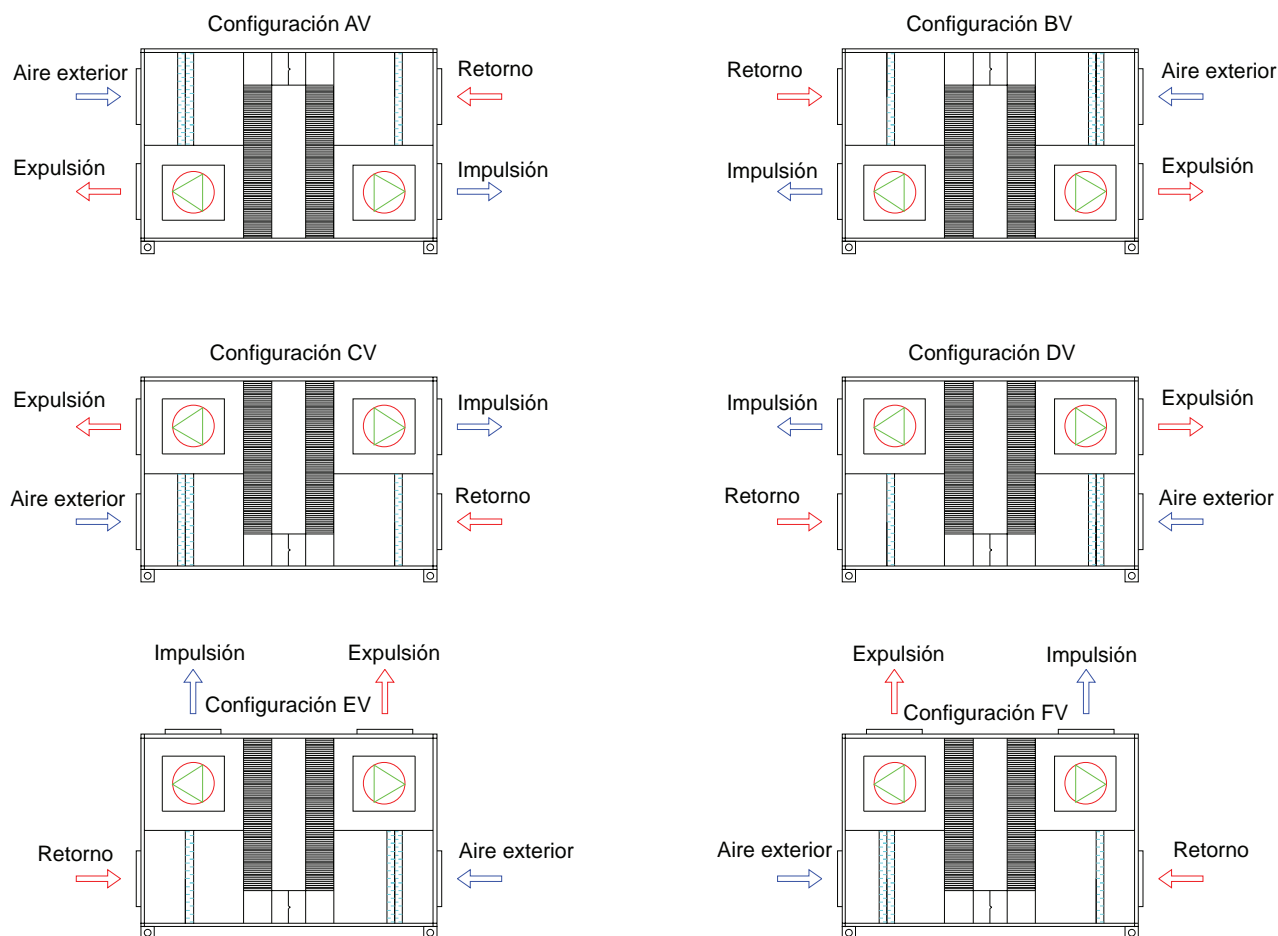 Configuración AV
Aire exterior
Retorno
Expulsión
Impulsión
Configuración BV
Retorno
Aire exterior
Impulsión
Expulsión
Configuración CV
Expulsión
Impulsión
Aire exterior
Retorno
Configuración DV
Impulsión
Expulsión
Retorno
Aire exterior
Impulsión
Expulsión
Configuración EV
Retorno
Aire exterior
Expulsión
Impulsión
Configuración FV
Aire exterior
Retorno